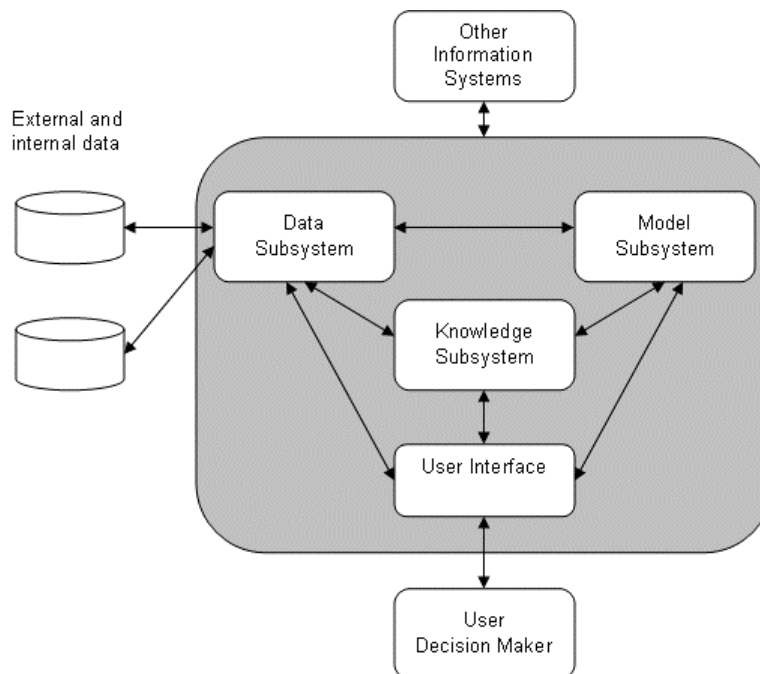 Other
Information
Systems
External and
internal data
Data
Subsystem
Model
Subsystem
Knowledge
Subsystem
User Interface
User
Decision Maker